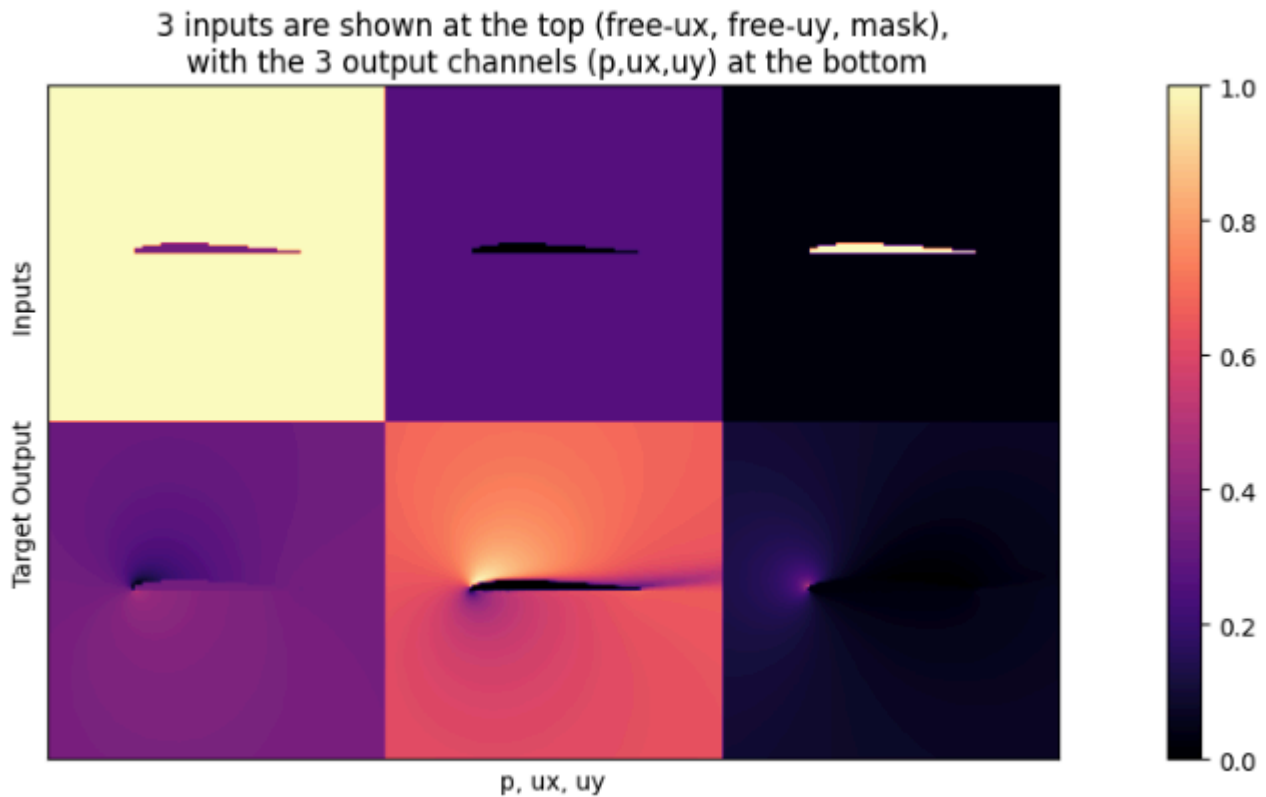 3 inputs are shown at the top (free-ux, free-uy, mask),
with the 3 output channels (p,ux,uy) at the bottom
Inputs
Target Output
p, ux, uy
1.0
0.8
0.6
0.4
0.2
0.0